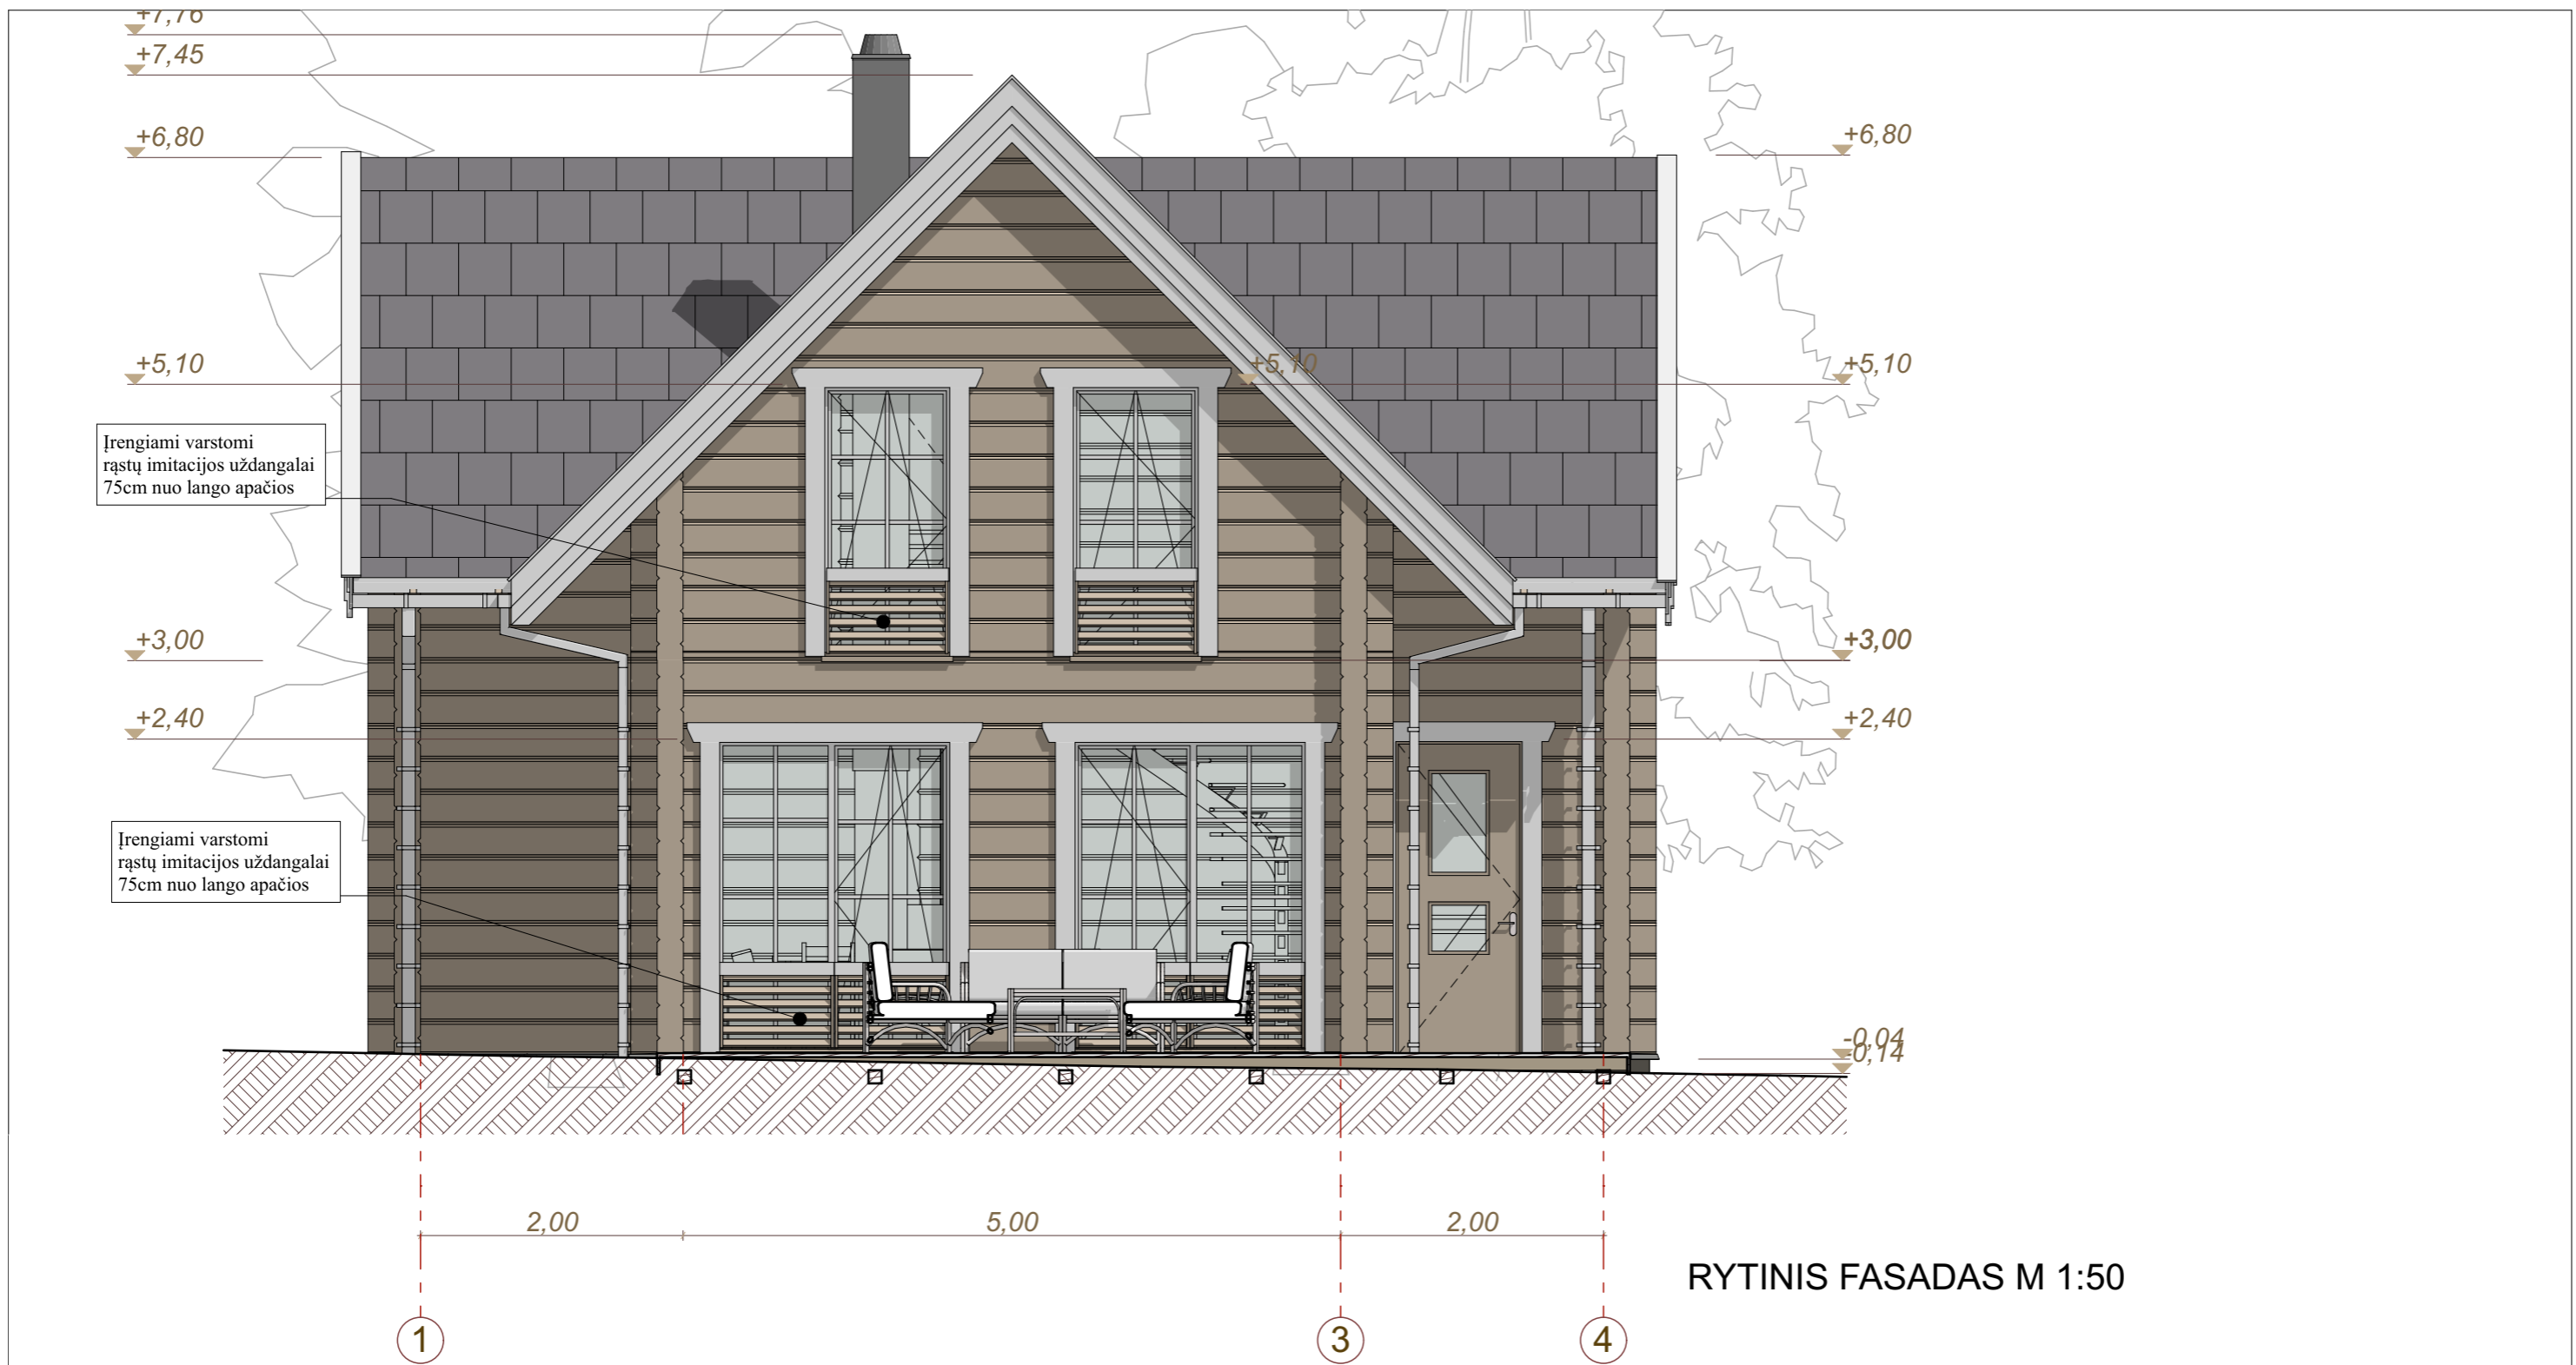 +7,76
+7,45
+6,80
+6,80
+5,10
+5,10
+5,10
Įrengiami varstomi
rąstų imitacijos uždangalai
75cm nuo lango apačios
+3,00
+3,00
+2,40
+2,40
Įrengiami varstomi
rąstų imitacijos uždangalai
75cm nuo lango apačios
-0,04
-0,14
2,00
5,00
2,00
RYTINIS FASADAS M 1:50
1
3
4